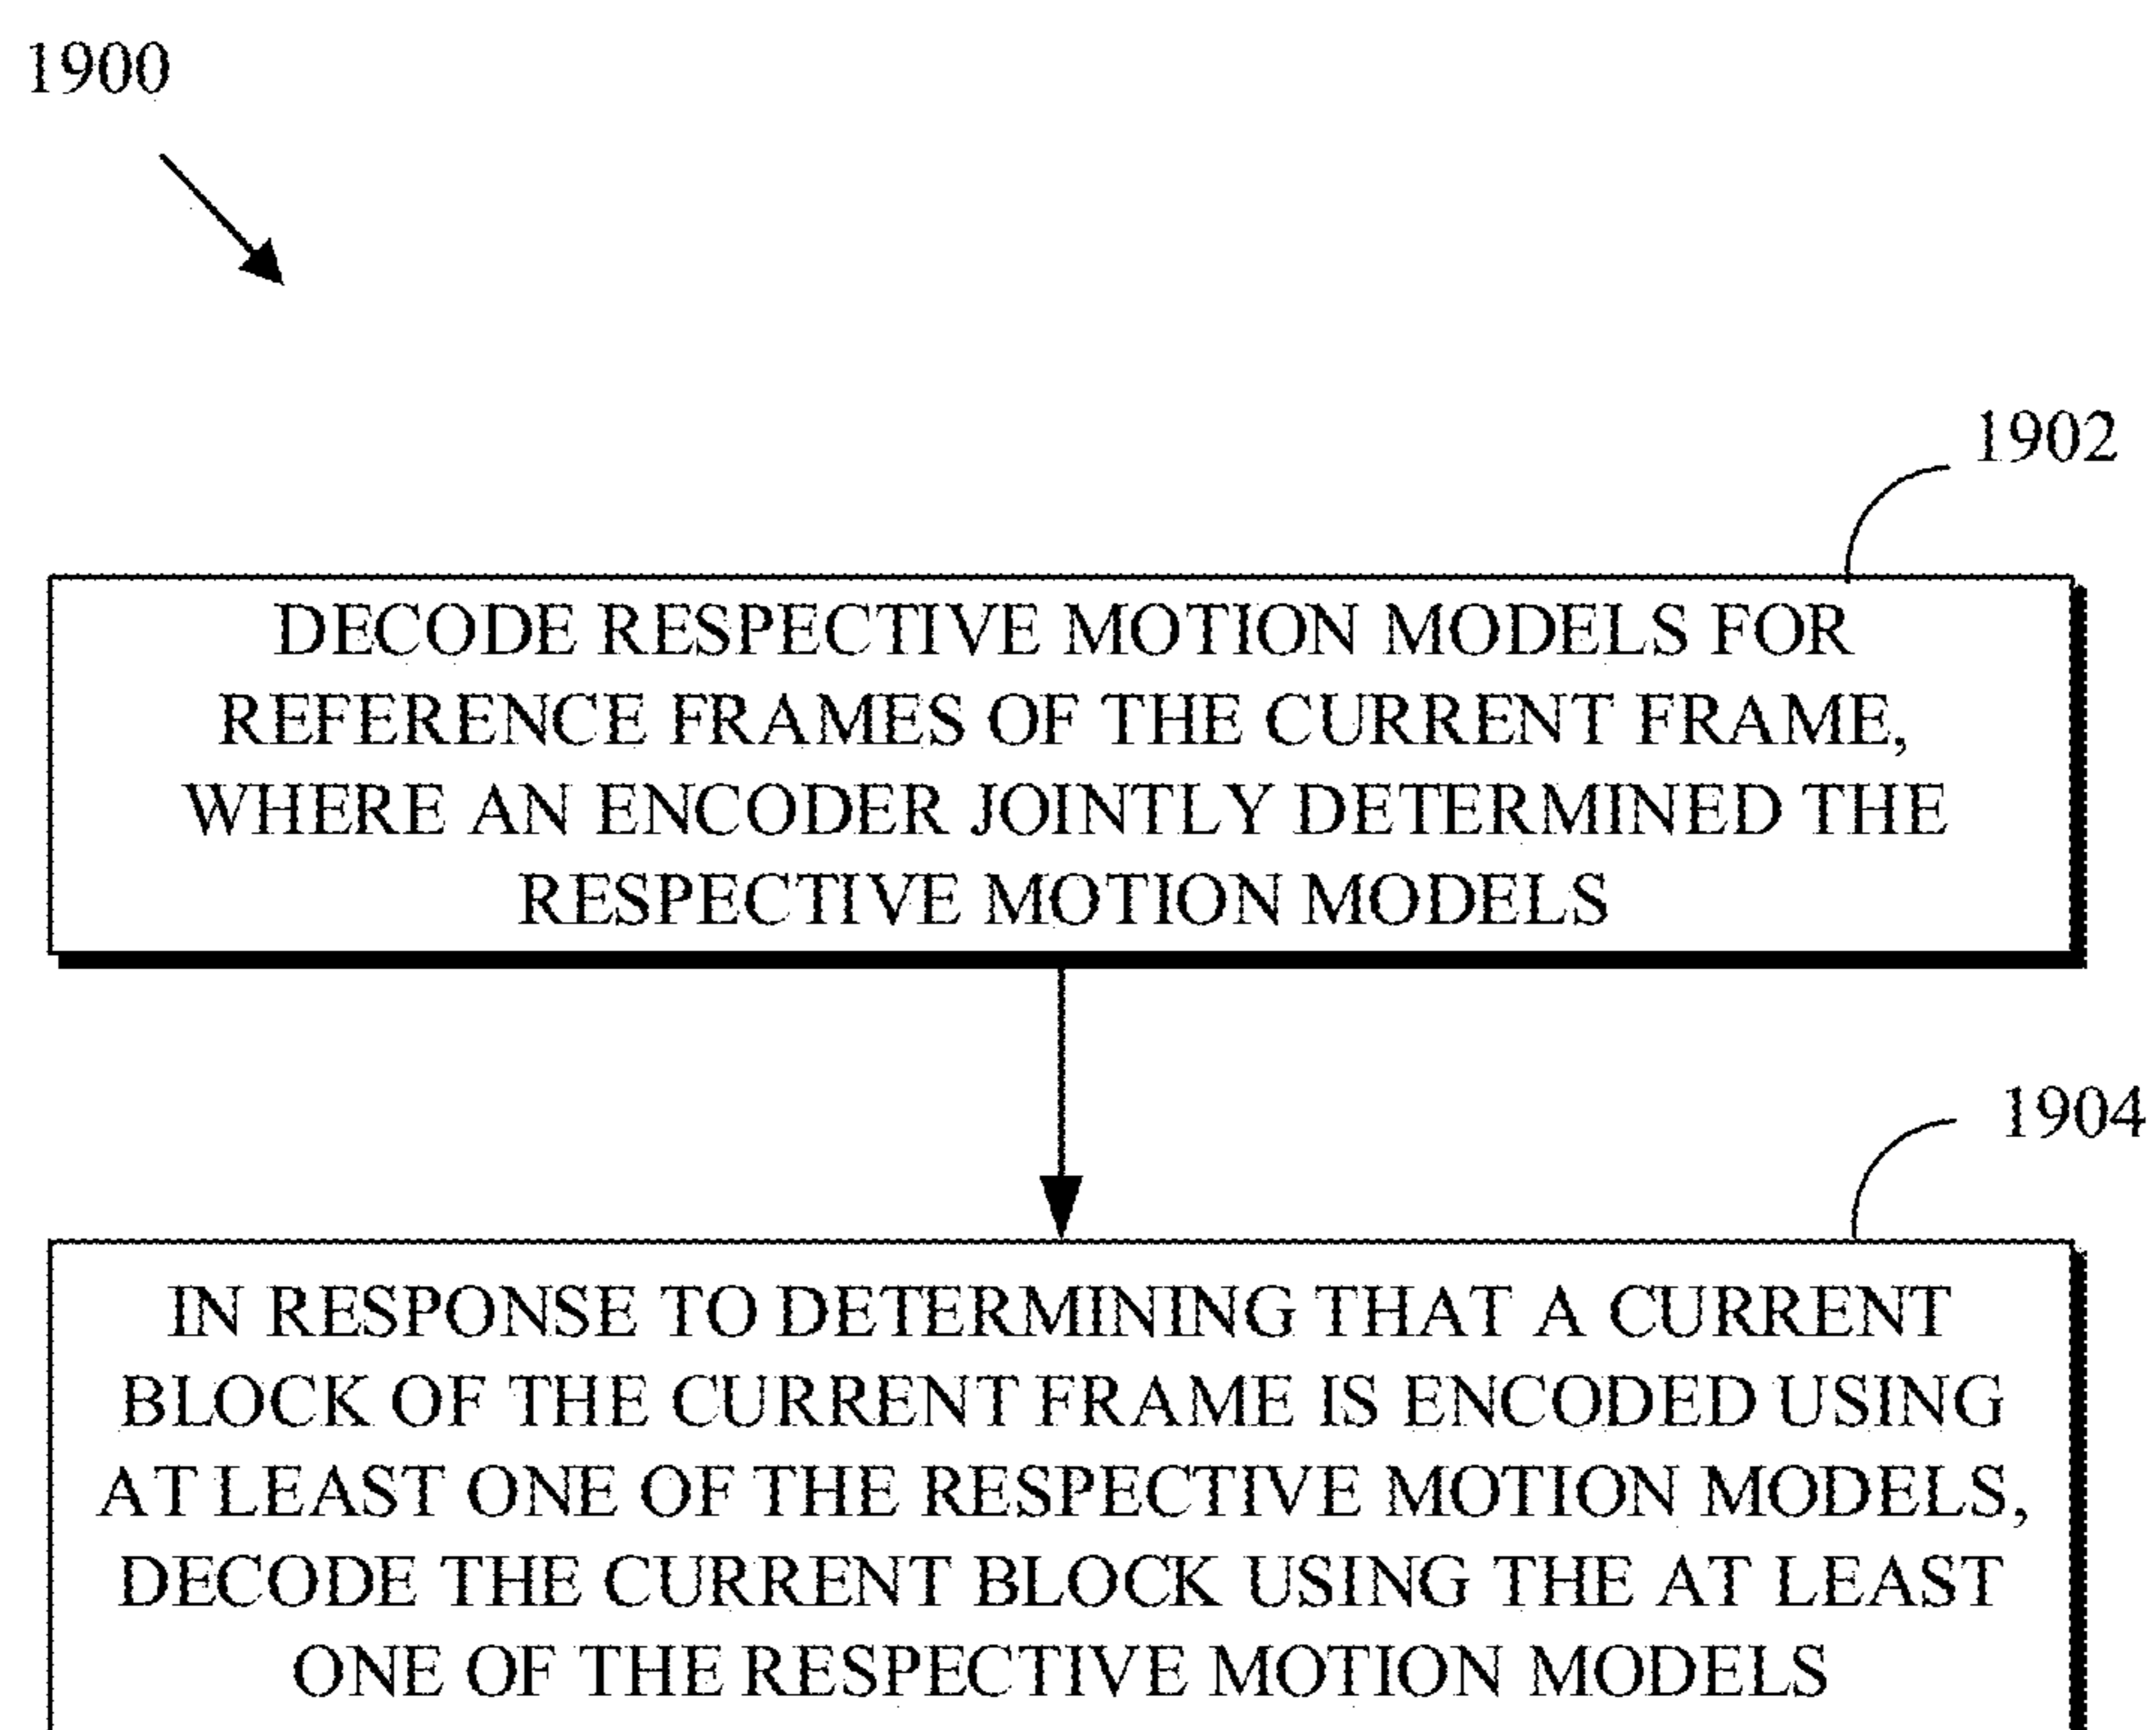 1900
1902
DECODE RESPECTIVE MOTION MODELS FOR
REFERENCE FRAMES OF THE CURRENT FRAME,
WHERE AN ENCODER JOINTLY DETERMINED THE
RESPECTIVE MOTION MODELS
1904
IN RESPONSE TO DETERMINING THAT A CURRENT
BLOCK OF THE CURRENT FRAME IS ENCODED USING
AT LEAST ONE OF THE RESPECTIVE MOTION MODELS,
DECODE THE CURRENT BLOCK USING THE AT LEAST
ONE OF THE RESPECTIVE MOTION MODELS